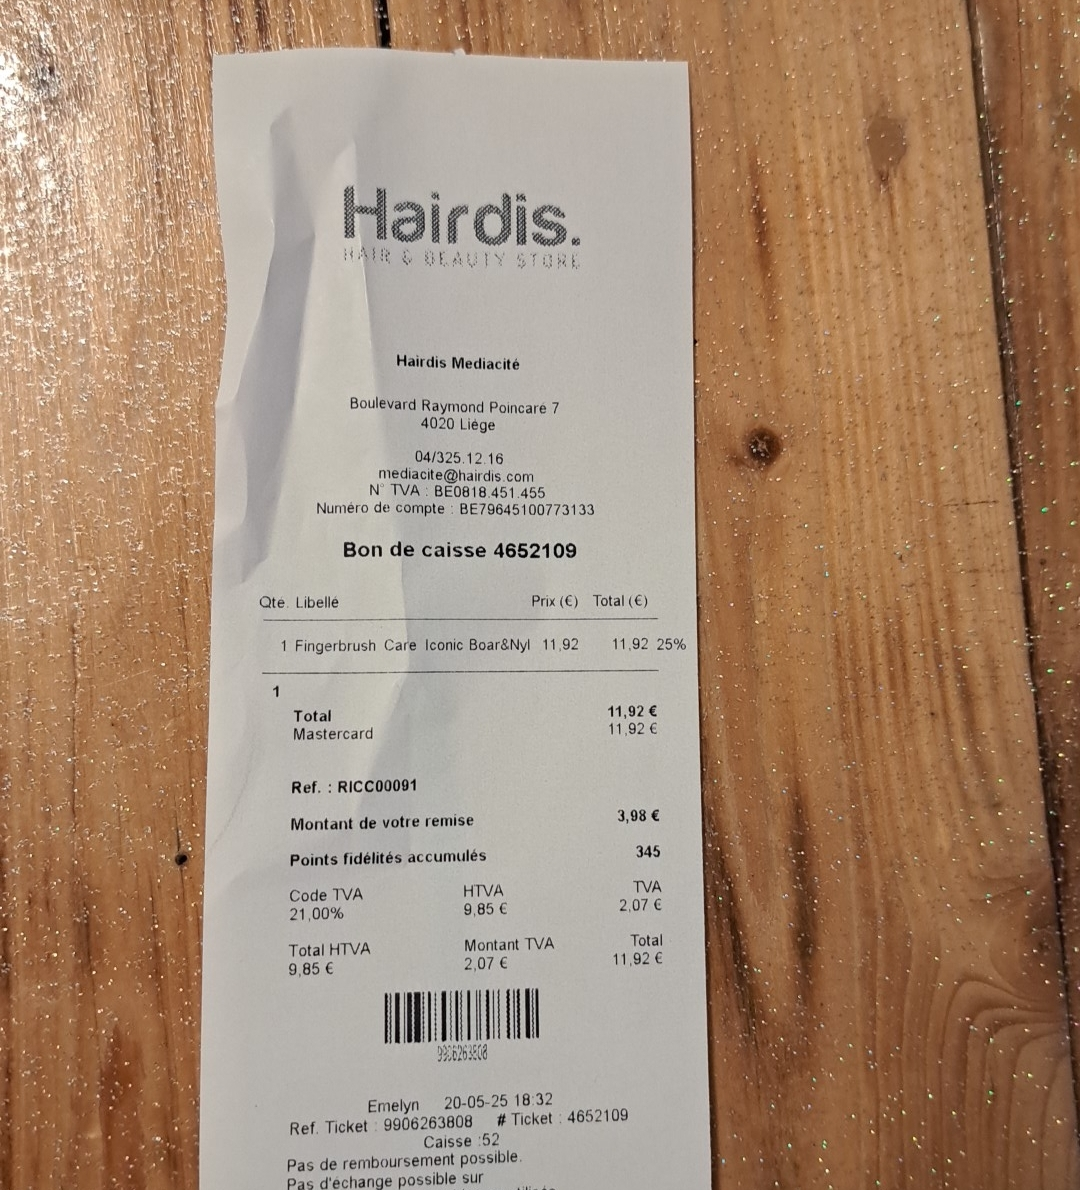 Hairdis.
HAIR & BEAUTY STORE
Hairdis Mediacité
Boulevard Raymond Poincaré 7
4020 Liége
04/325.12.16
mediacite@hairdis.com
N° TVA : BE0818.451.455
Numéro de compte : BE79645100773133
Bon de caisse 4652109
Qte. Libellé Prix (€) Total (€)
1 Fingerbrush Care Iconic Boar&Nyl 11,92 11,92 25%
1
Total 11,92 €
Mastercard 11,92 €
Ref. : RICC00091
Montant de votre remise 3,98 €
Points fidélités accumulés 345
Code TVA HTVA TVA
21,00% 9,85 € 2,07 €
Total HTVA Montant TVA Total
9,85 € 2,07 € 11,92 €
9906263808
Emelyn 20-05-25 18:32
Ref. Ticket : 9906263808 # Ticket : 4652109
Caisse :52
Pas de remboursement possible.
Pas d'échange possible sur